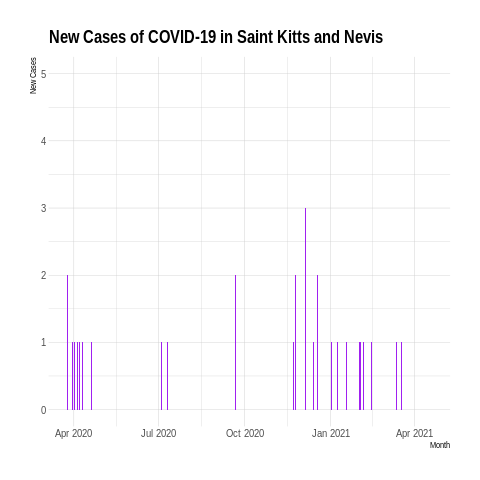 New Cases of COVID-19 in Saint Kitts and Nevis
New Cases
5
4
3
2
1
0
Apr 2020 Jul 2020 Oct 2020 Jan 2021 Apr 2021
Month